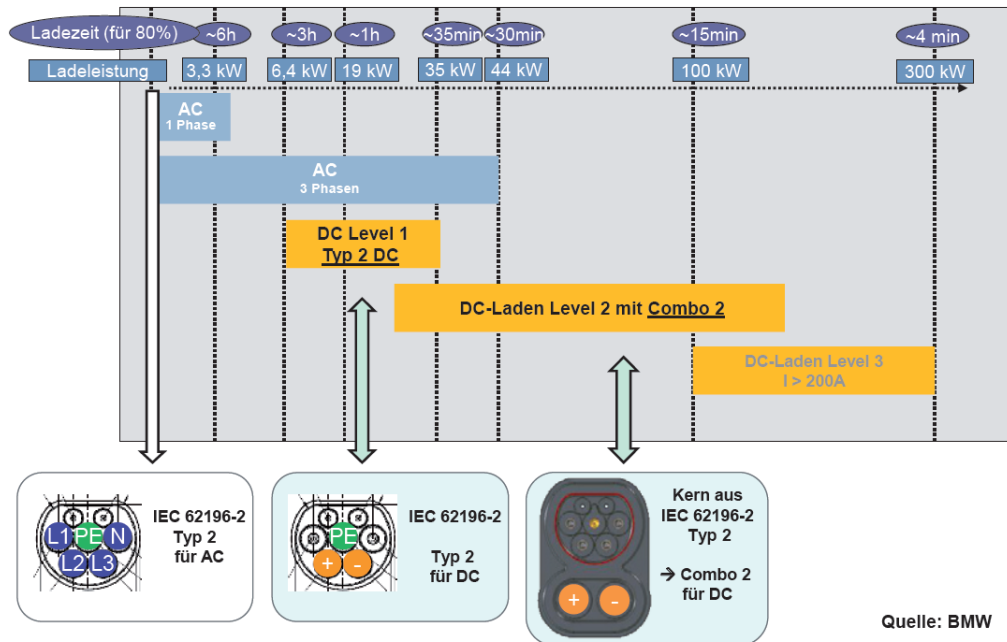 Ladezeit (für 80%) ~6h ~3h ~1h ~35min ~30min ~15min ~4 min
Ladeleistung 3,3 kW 6,4 kW 19 kW 35 kW 44 kW 100 kW 300 kW
AC
1 Phase
AC
3 Phasen
DC Level 1
Typ 2 DC
DC-Laden Level 2 mit Combo 2
DC-Laden Level 3
I > 200A
L1 PE N
L2 L3
IEC 62196-2
Typ 2
für AC
PE
+ -
IEC 62196-2
Typ 2
für DC
+ -
Kern aus
IEC 62196-2
Typ 2
→ Combo 2
für DC
Quelle: BMW